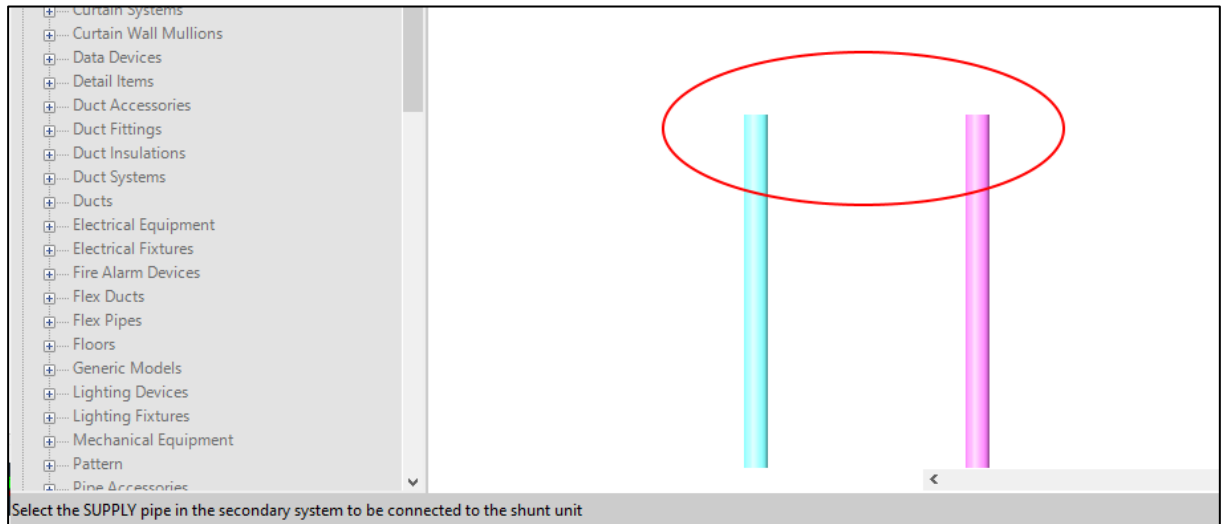 Curtain Systems
Curtain Wall Mullions
Data Devices
Detail Items
Duct Accessories
Duct Fittings
Duct Insulations
Duct Systems
Ducts
Electrical Equipment
Electrical Fixtures
Fire Alarm Devices
Flex Ducts
Flex Pipes
Floors
Generic Models
Lighting Devices
Lighting Fixtures
Mechanical Equipment
Pattern
Pipe Accessories
Select the SUPPLY pipe in the secondary system to be connected to the shunt unit